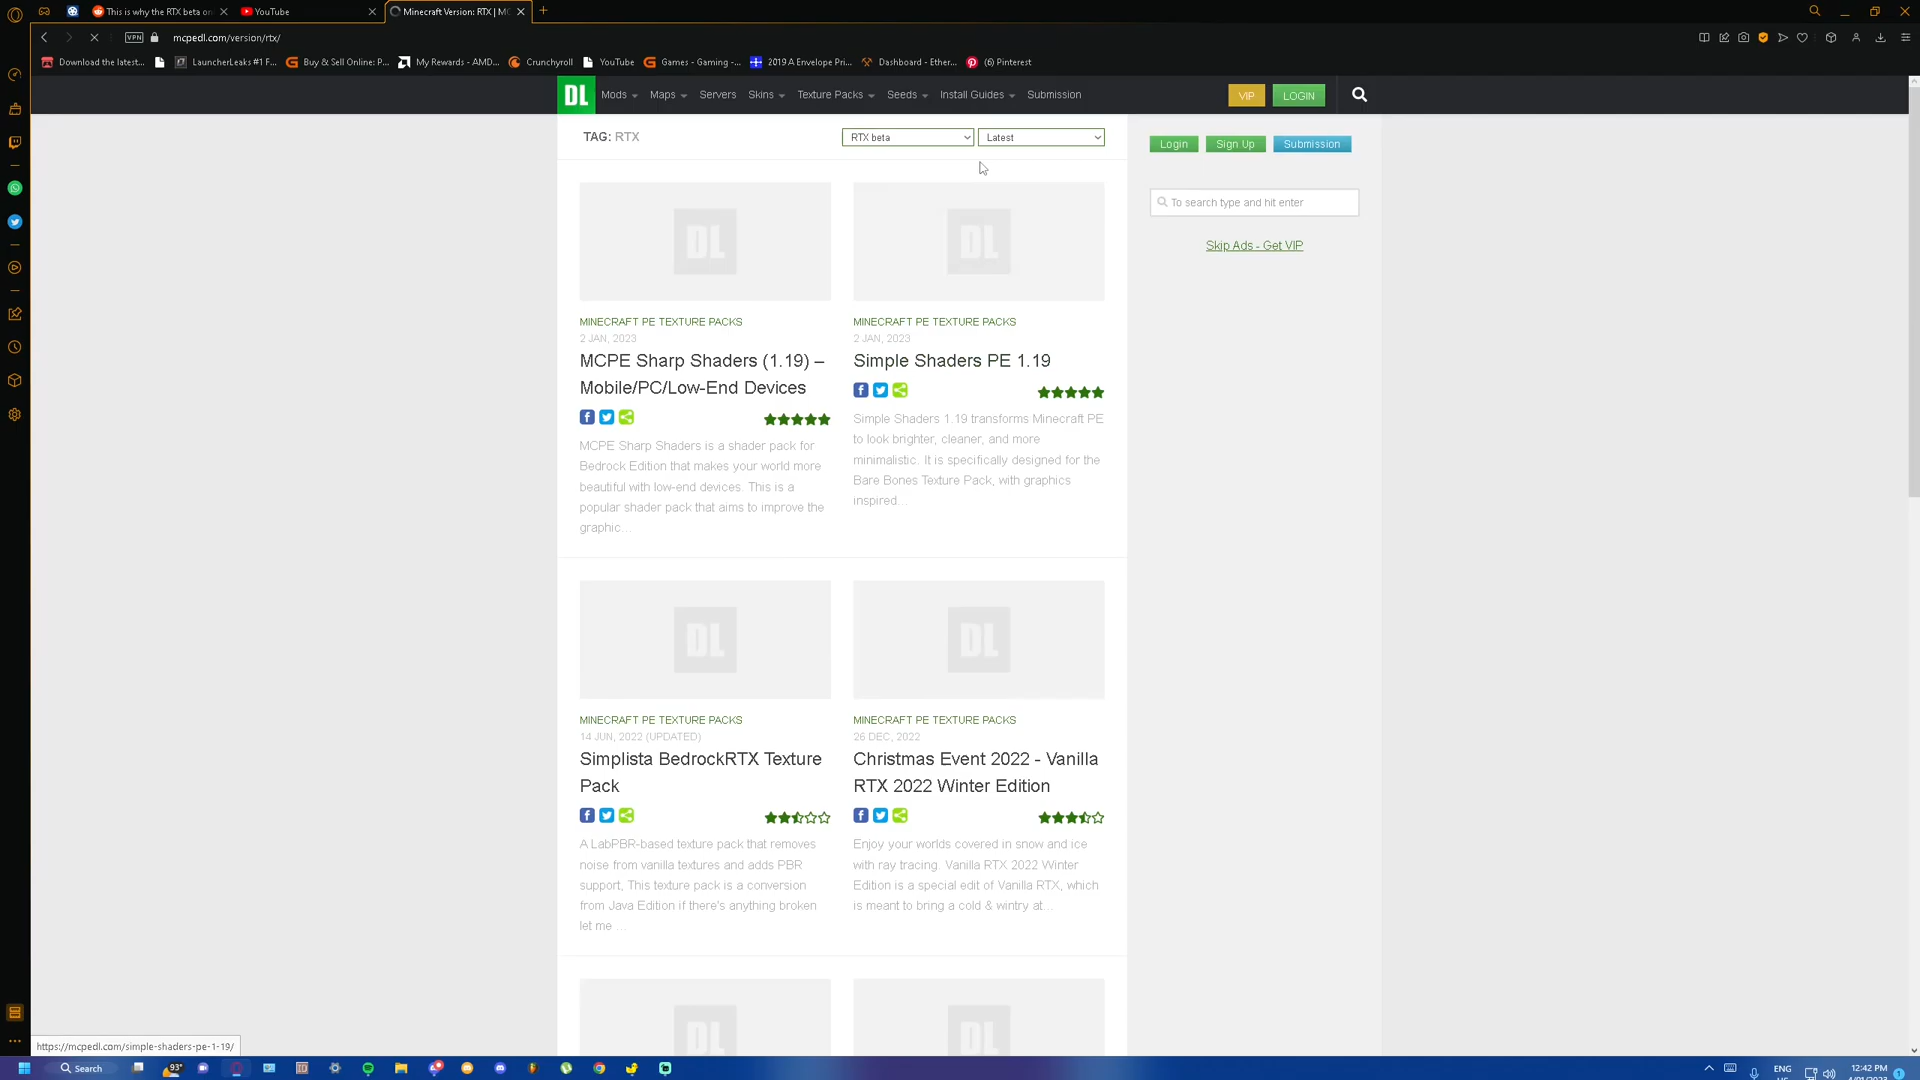 This is why the RTX beta on
YouTube
Minecraft Version: RTX | MC
VPN
mcpedl.com/version/rtx/
Download the latest...
LauncherLeaks #1 F...
Buy & Sell Online: P...
My Rewards - AMD...
Crunchyroll
YouTube
Games - Gaming -...
2019 A Envelope Pri...
Dashboard - Ether...
(6) Pinterest
DL
Mods
Maps
Servers
Skins
Texture Packs
Seeds
Install Guides
Submission
VIP
LOGIN
TAG: RTX
RTX beta
Latest
Login
Sign Up
Submission
To search type and hit enter
Skip Ads - Get VIP
DL
DL
MINECRAFT PE TEXTURE PACKS
2 JAN, 2023
MCPE Sharp Shaders (1.19) –
Mobile/PC/Low-End Devices
MCPE Sharp Shaders is a shader pack for
Bedrock Edition that makes your world more
beautiful with low-end devices. This is a
popular shader pack that aims to improve the
graphic...
MINECRAFT PE TEXTURE PACKS
2 JAN, 2023
Simple Shaders PE 1.19
Simple Shaders 1.19 transforms Minecraft PE
to look brighter, cleaner, and more
minimalistic. It is specifically designed for the
Bare Bones Texture Pack, with graphics
inspired...
DL
DL
MINECRAFT PE TEXTURE PACKS
14 JUN, 2022 (UPDATED)
Simplista BedrockRTX Texture
Pack
A LabPBR-based texture pack that removes
noise from vanilla textures and adds PBR
support, This texture pack is a conversion
from Java Edition if there's anything broken
let me ...
MINECRAFT PE TEXTURE PACKS
26 DEC, 2022
Christmas Event 2022 - Vanilla
RTX 2022 Winter Edition
Enjoy your worlds covered in snow and ice
with ray tracing. Vanilla RTX 2022 Winter
Edition is a special edit of Vanilla RTX, which
is meant to bring a cold & wintry at...
DL
DL
https://mcpedl.com/simple-shaders-pe-1-19/
Search
93°
ENG
12:42 PM